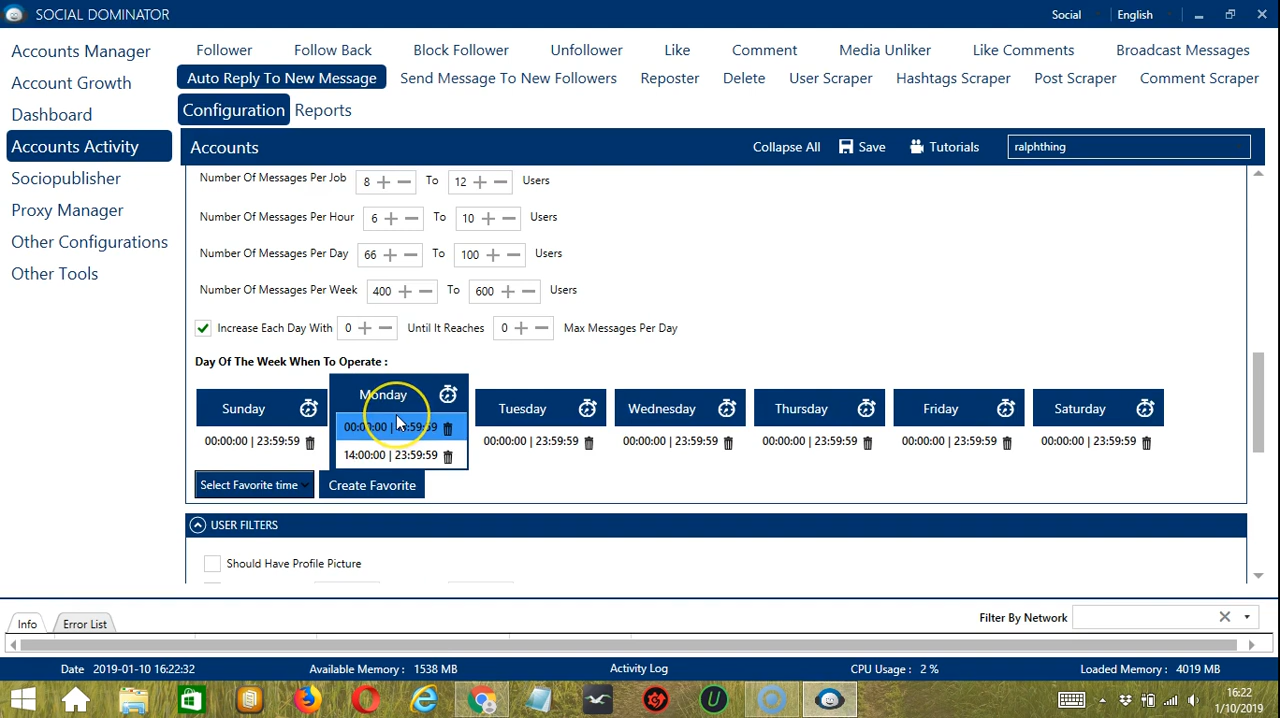 SOCIAL DOMINATOR
Social
English
Accounts Manager
Account Growth
Dashboard
Accounts Activity
Sociopublisher
Proxy Manager
Other Configurations
Other Tools
Follower Follow Back Block Follower Unfollower Like Comment Media Unliker Like Comments Broadcast Messages
Auto Reply To New Message Send Message To New Followers Reposter Delete User Scraper Hashtags Scraper Post Scraper Comment Scraper
Configuration Reports
Accounts Collapse All Save Tutorials ralphthing
Number Of Messages Per Job 8 + − To 12 + − Users
Number Of Messages Per Hour 6 + − To 10 + − Users
Number Of Messages Per Day 66 + − To 100 + − Users
Number Of Messages Per Week 400 + − To 600 + − Users
Increase Each Day With 0 + − Until It Reaches 0 + − Max Messages Per Day
Day Of The Week When To Operate :
Sunday Monday Tuesday Wednesday Thursday Friday Saturday
00:00:00 | :59:59
00:00:00 | 23:59:59 14:00:00 | 23:59:59 00:00:00 | 23:59:59 00:00:00 | 23:59:59 00:00:00 | 23:59:59 00:00:00 | 23:59:59 00:00:00 | 23:59:59
Select Favorite time Create Favorite
USER FILTERS
Should Have Profile Picture
Info Error List Filter By Network
Date 2019-01-10 16:22:32 Available Memory : 1538 MB Activity Log CPU Usage : 2 % Loaded Memory : 4019 MB
16:22
1/10/2019